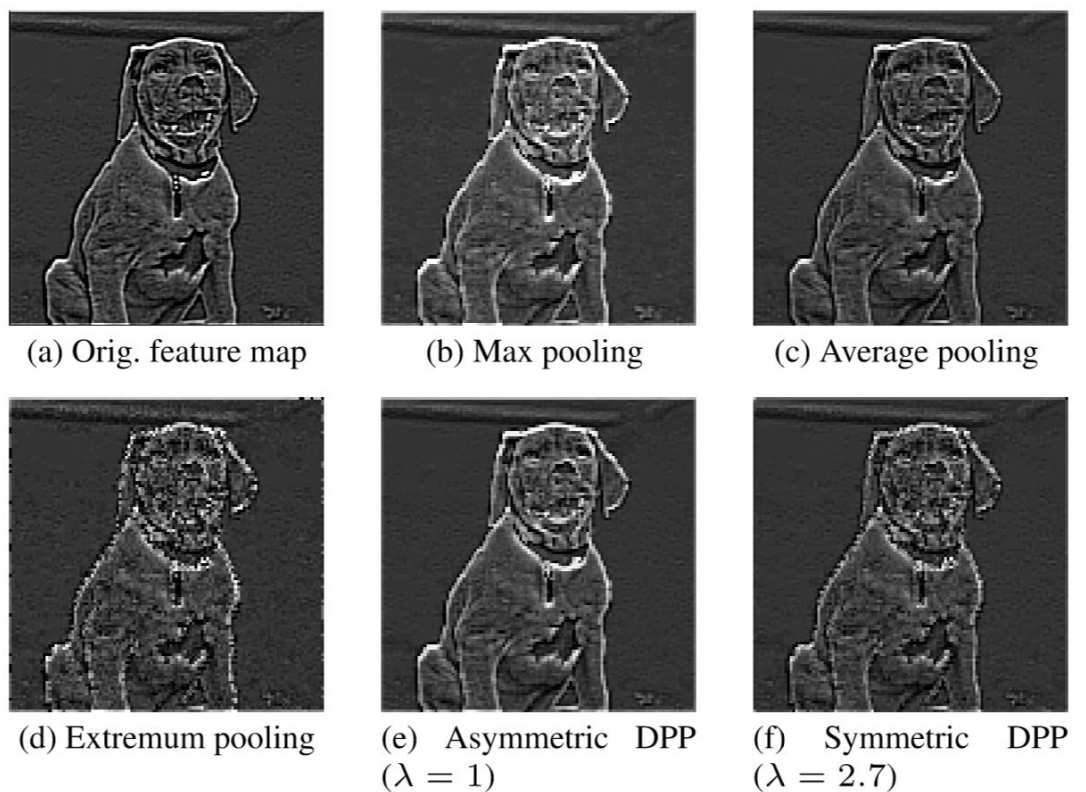 (a) Orig. feature map
(b) Max pooling
(c) Average pooling
(d) Extremum pooling
(e) Asymmetric DPP
(λ = 1)
(f) Symmetric DPP
(λ = 2.7)